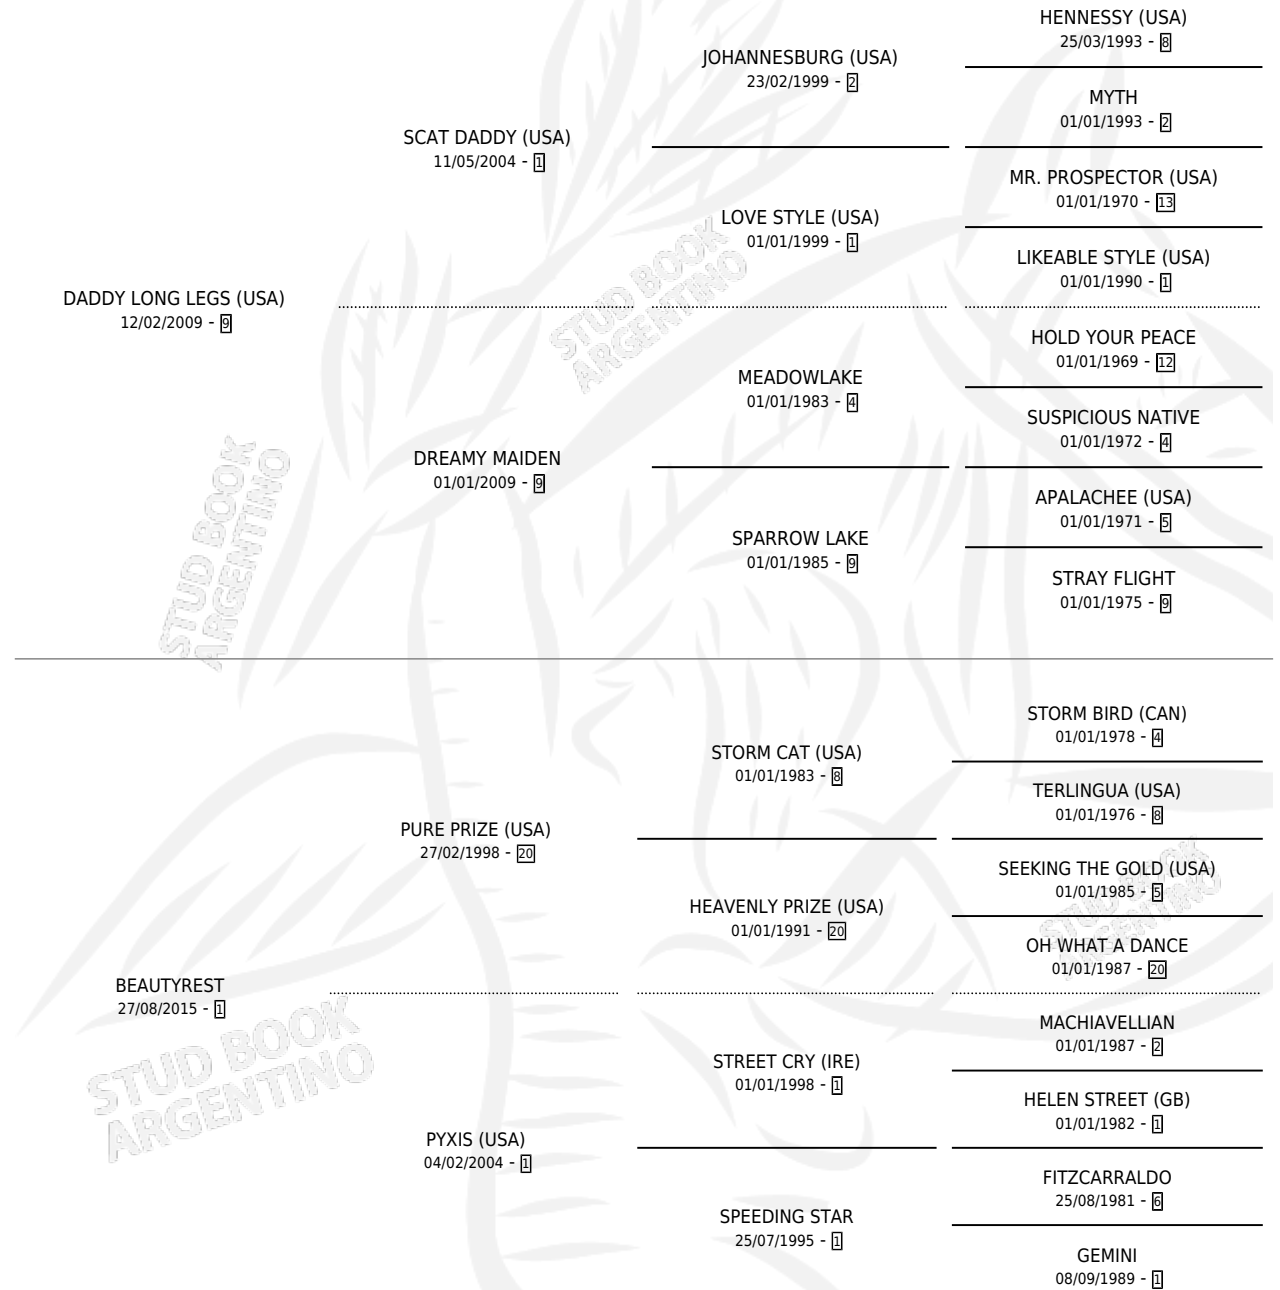 HENNESSY (USA)
25/03/1993 - 8
JOHANNESBURG (USA)
23/02/1999 - 2
MYTH
01/01/1993 - 2
SCAT DADDY (USA)
11/05/2004 - 1
MR. PROSPECTOR (USA)
01/01/1970 - 13
LOVE STYLE (USA)
01/01/1999 - 1
LIKEABLE STYLE (USA)
01/01/1990 - 1
DADDY LONG LEGS (USA)
12/02/2009 - 9
HOLD YOUR PEACE
01/01/1969 - 12
MEADOWLAKE
01/01/1983 - 4
SUSPICIOUS NATIVE
01/01/1972 - 4
DREAMY MAIDEN
01/01/2009 - 9
APALACHEE (USA)
01/01/1971 - 5
SPARROW LAKE
01/01/1985 - 9
STRAY FLIGHT
01/01/1975 - 9
STORM BIRD (CAN)
01/01/1978 - 4
STORM CAT (USA)
01/01/1983 - 8
TERLINGUA (USA)
01/01/1976 - 8
PURE PRIZE (USA)
27/02/1998 - 20
SEEKING THE GOLD (USA)
01/01/1985 - 5
HEAVENLY PRIZE (USA)
01/01/1991 - 20
OH WHAT A DANCE
01/01/1987 - 20
BEAUTYREST
27/08/2015 - 1
MACHIAVELLIAN
01/01/1987 - 2
STREET CRY (IRE)
01/01/1998 - 1
HELEN STREET (GB)
01/01/1982 - 1
PYXIS (USA)
04/02/2004 - 1
FITZCARRALDO
25/08/1981 - 6
SPEEDING STAR
25/07/1995 - 1
GEMINI
08/09/1989 - 1
STUD BOOK
ARGENTINO
STUD BOOK
ARGENTINO
STUD BOOK
ARGENTINO
STUD BOOK
ARGENTINO